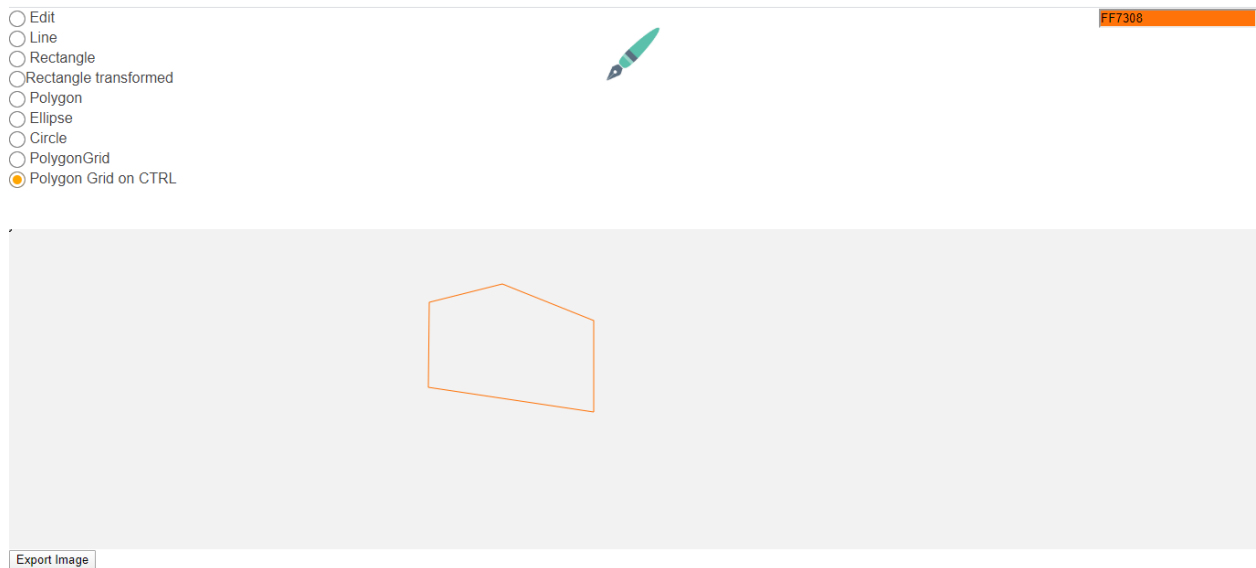 Edit
FF7308
Line
Rectangle
Rectangle transformed
Polygon
Ellipse
Circle
PolygonGrid
Polygon Grid on CTRL
Export Image